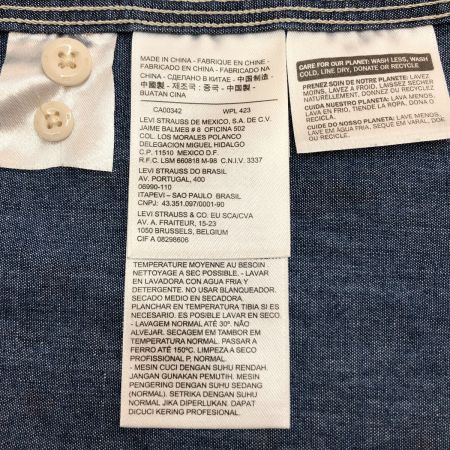 MADE IN CHINA - FABRIQUE EN CHINE -
FABRICADO EN CHINA - FABRICADO NA
CHINA - СДЕЛАНО В КИТАЕ - 中國制造 -
中國製 - 제조국 : 중국 - 中国製 -
BUATAN CINA
CA00342 WPL 423
LEVI STRAUSS DE MEXICO, S.A. DE C.V.
JAIME BALMES # 8 OFICINA 502
COL LOS MORALES POLANCO
DELEGACION MIGUEL HIDALGO
C.P. 11510 MEXICO D.F.
R.F.C. LSM 660818 M-98 C.N.I.V. 3337
LEVI STRAUSS DO BRASIL
AV. PORTUGAL, 400
06990-110
ITAPEVI – SAO PAULO BRASIL
CNPJ: 43.351.097/0001-90
LEVI STRAUSS & CO. EU SCA/CVA
AV. A. FRAITEUR, 15-23
1050 BRUSSELS, BELGIUM
CIF A 08298606
TEMPERATURE MOYENNE AU BESOIN
NETTOYAGE A SEC POSSIBLE. - LAVAR
EN LAVADORA CON AGUA FRIA Y
DETERGENTE. NO USAR BLANQUEADOR.
SECADO MEDIO EN SECADORA.
PLANCHAR EN TEMPERATURA TIBIA SI ES
NECESARIO. ES POSIBLE LAVAR EN SECO.
- LAVAGEM NORMAL ATÉ 30º. NÃO
ALVEJAR. SECAGEM EM TAMBOR EM
TEMPERATURA NORMAL. PASSAR A
FERRO ATÉ 150ºC. LIMPEZA A SECO
PROFISSIONAL P, NORMAL.
- MESIN CUCI DENGAN SUHU RENDAH.
JANGAN GUNAKAN PEMUTIH. MESIN
PENGERING DENGAN SUHU SEDANG
(NORMAL). SETRIKA DENGAN SUHU
NORMAL JIKA DIPERLUKAN. DAPAT
DICUCI KERING PROFESIONAL.
CARE FOR OUR PLANET: WASH LESS, WASH
COLD, LINE DRY, DONATE OR RECYCLE
PRENEZ SOIN DE NOTRE PLANETE: LAVEZ
MOINS, LAVEZ A FROID, LAISSEZ SECHER
NATURELLEMENT, DONNEZ OU RECYCLEZ
CUIDA NUESTRO PLANETA: LAVA MENOS,
LAVA EN FRIO, TIENDE, DONA O RECICLA
CUIDE DO NOSSO PLANETA: LAVE MENOS,
LAVE EM AGUA FRIA, SEQUE EM VARAL, DOE
OU RECICLE